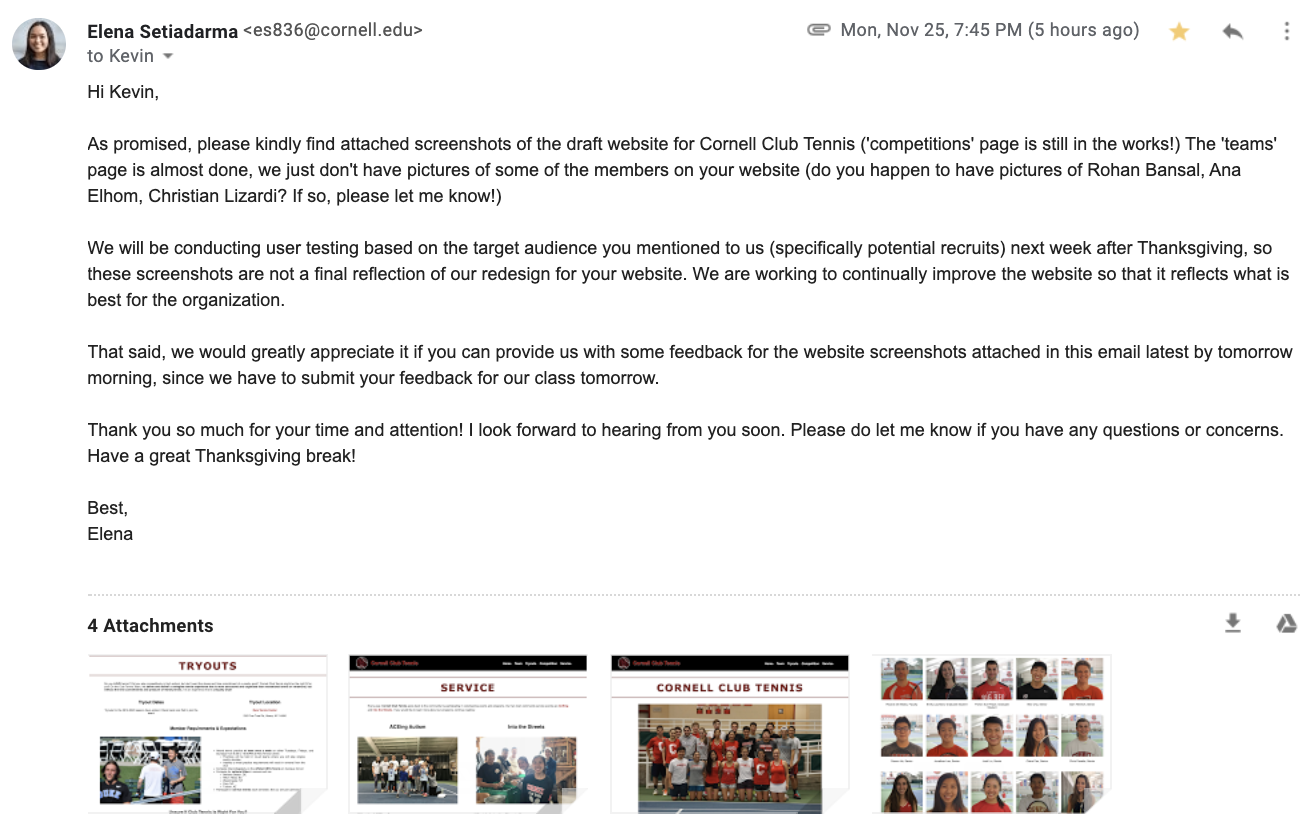 Elena Setiadarma <es836@cornell.edu>
Mon, Nov 25, 7:45 PM (5 hours ago)
to Kevin
Hi Kevin,
As promised, please kindly find attached screenshots of the draft website for Cornell Club Tennis ('competitions' page is still in the works!) The 'teams'
page is almost done, we just don't have pictures of some of the members on your website (do you happen to have pictures of Rohan Bansal, Ana
Elhom, Christian Lizardi? If so, please let me know!)
We will be conducting user testing based on the target audience you mentioned to us (specifically potential recruits) next week after Thanksgiving, so
these screenshots are not a final reflection of our redesign for your website. We are working to continually improve the website so that it reflects what is
best for the organization.
That said, we would greatly appreciate it if you can provide us with some feedback for the website screenshots attached in this email latest by tomorrow
morning, since we have to submit your feedback for our class tomorrow.
Thank you so much for your time and attention! I look forward to hearing from you soon. Please do let me know if you have any questions or concerns.
Have a great Thanksgiving break!
Best,
Elena
4 Attachments
TRYOUTS
Tryout Dates
Tryout Location
Member Requirements & Expectations
Cornell Club Tennis
SERVICE
ACEing Autism
Into the Streets
Cornell Club Tennis
CORNELL CLUB TENNIS